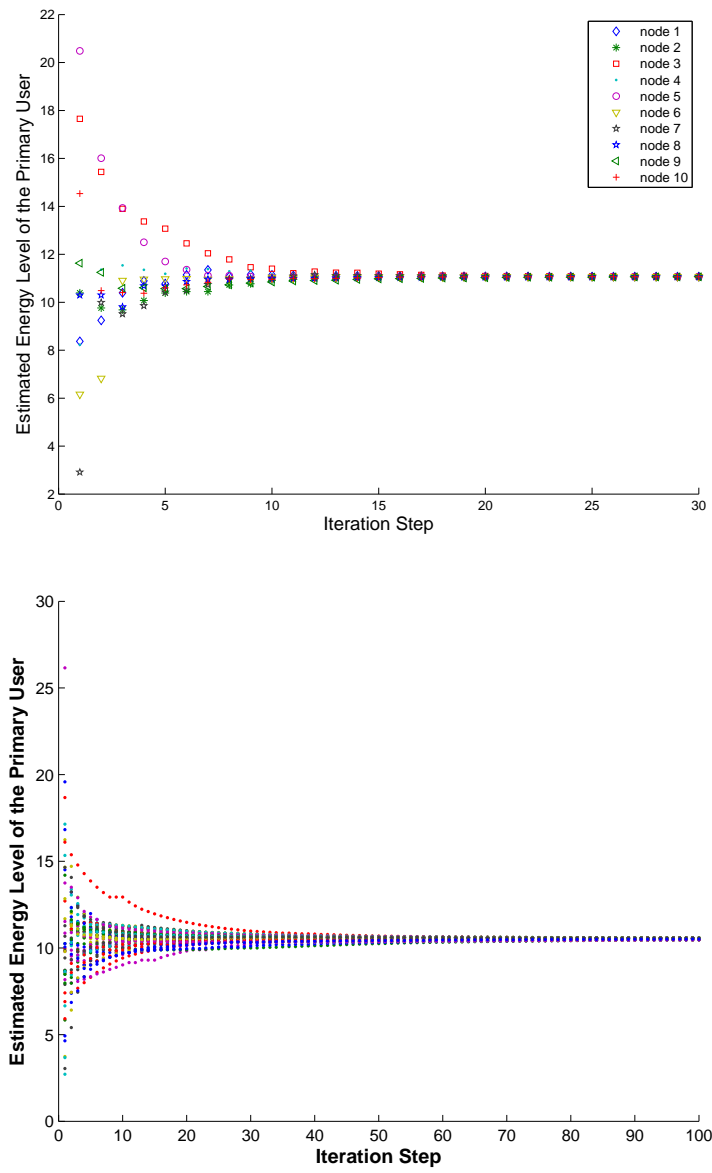 22
20
18
16
14
12
10
8
6
4
2
Estimated Energy Level of the Primary User
node 1
node 2
node 3
node 4
node 5
node 6
node 7
node 8
node 9
node 10
0 5 10 15 20 25 30
Iteration Step
30
25
20
15
10
5
0
Estimated Energy Level of the Primary User
0 10 20 30 40 50 60 70 80 90 100
Iteration Step